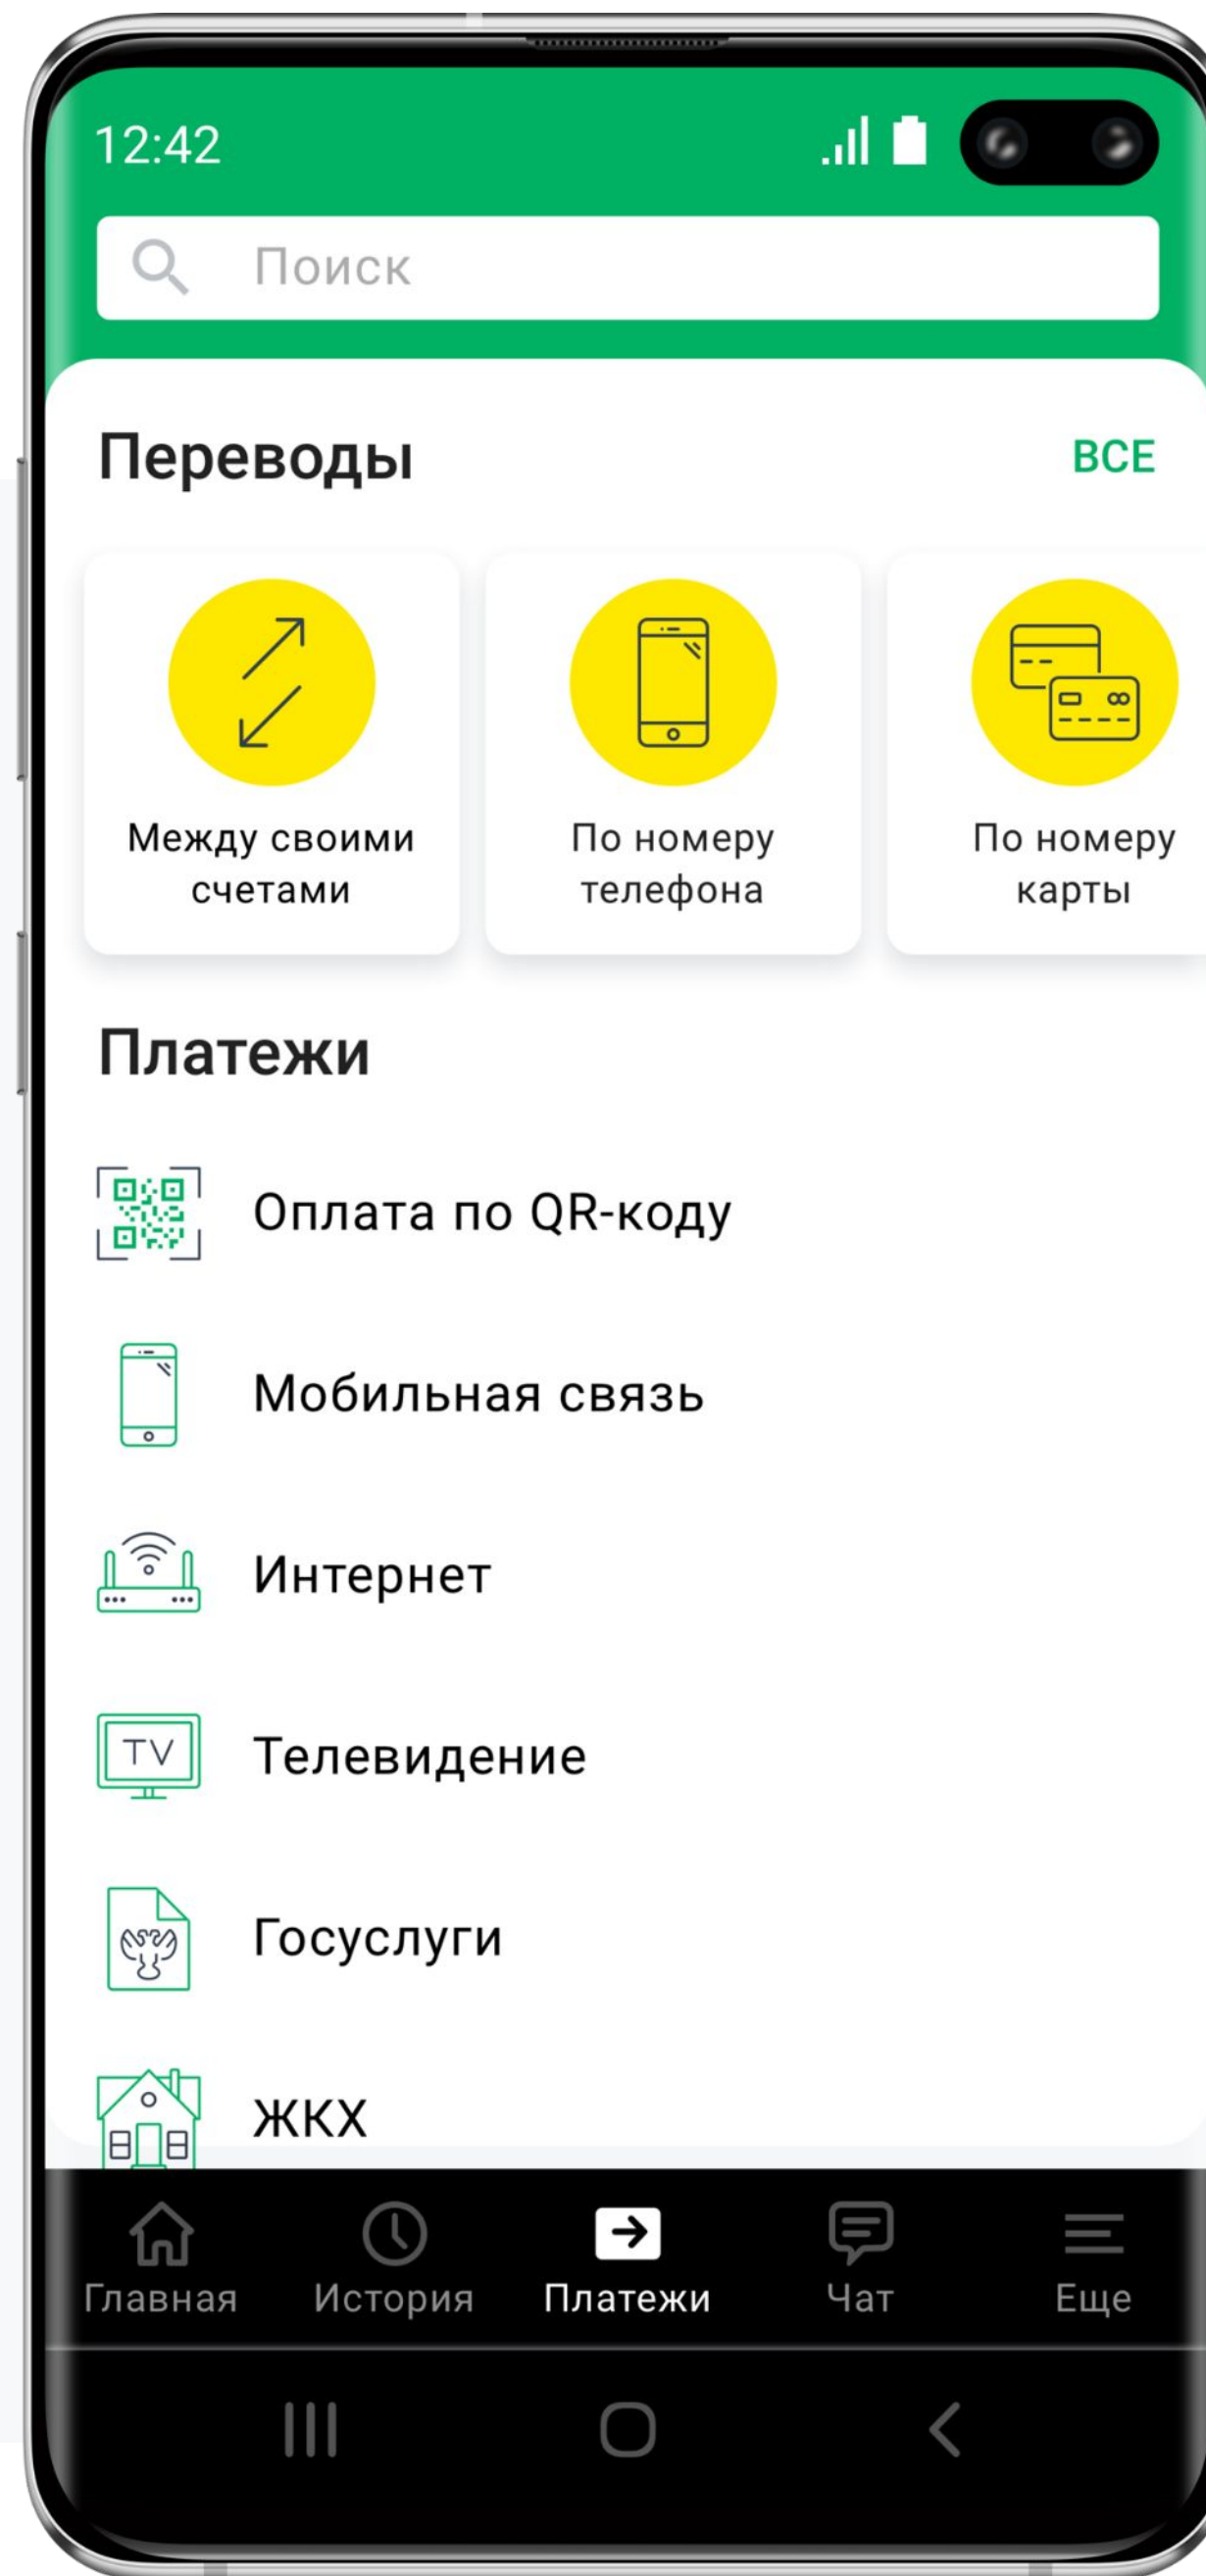 12:42
Поиск
Переводы
ВСЕ
Между своими
счетами
По номеру
телефона
По номеру
карты
Платежи
Оплата по QR-коду
Мобильная связь
Интернет
TV
Телевидение
Госуслуги
ЖКХ
Главная
История
Платежи
Чат
Еще